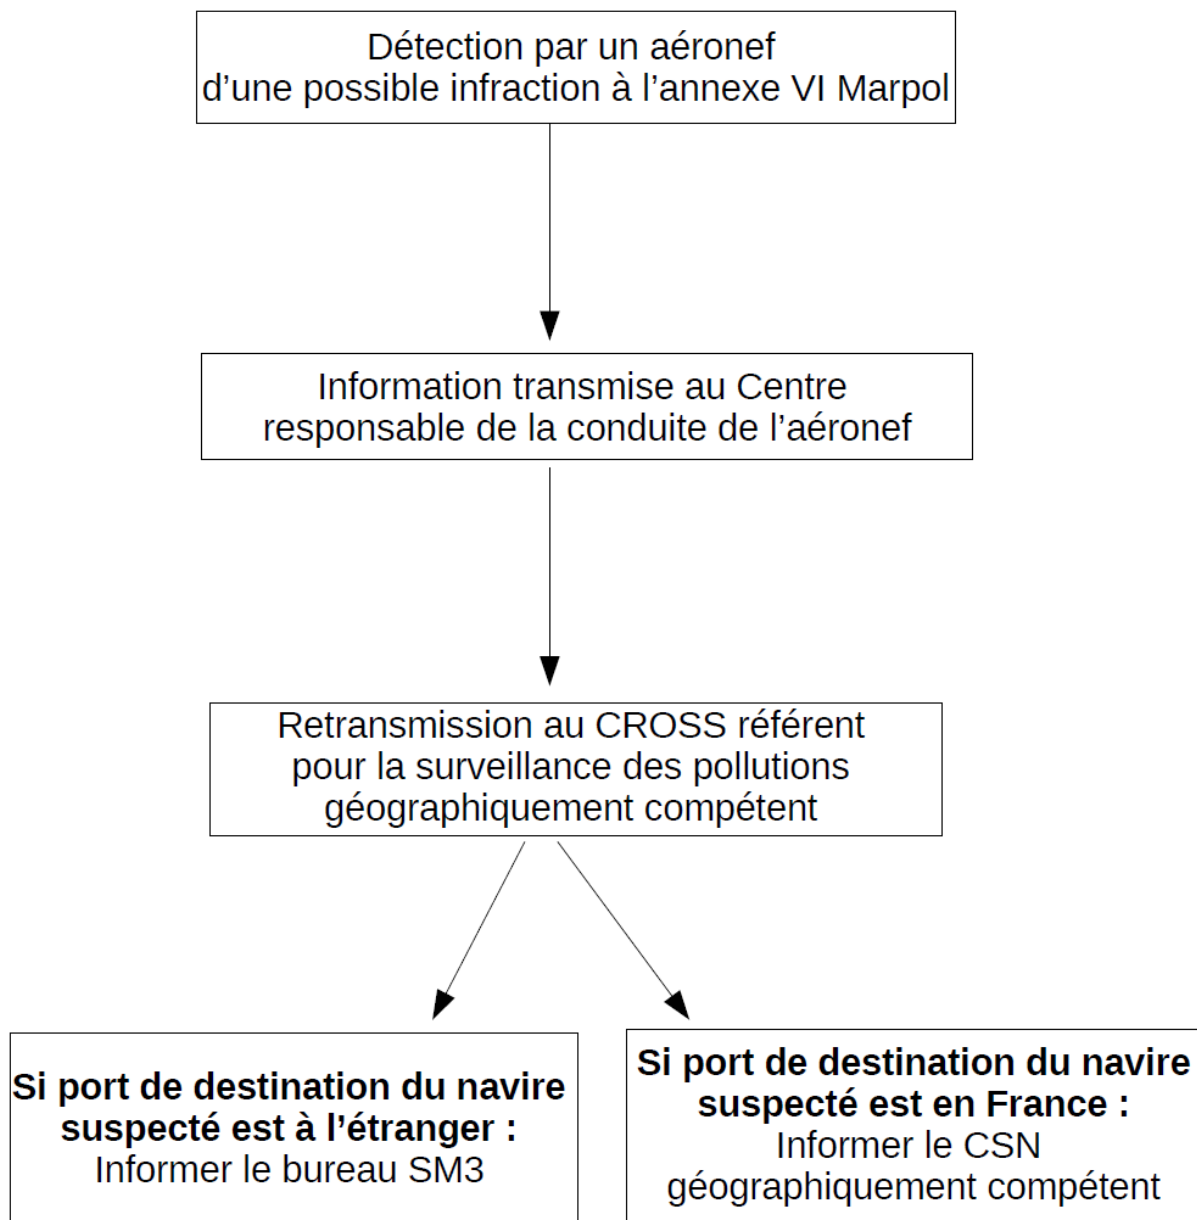 Détection par un aéronef
d’une possible infraction à l’annexe VI Marpol
Information transmise au Centre
responsable de la conduite de l’aéronef
Retransmission au CROSS référent
pour la surveillance des pollutions
géographiquement compétent
Si port de destination du navire
suspecté est à l’étranger :
Informer le bureau SM3
Si port de destination du navire
suspecté est en France :
Informer le CSN
géographiquement compétent